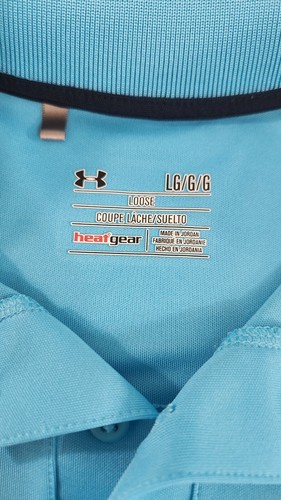 LG/G/G
LOOSE
COUPE LÂCHE/SUELTO
heatgear
MADE IN JORDAN
FABRIQUÉ EN JORDANIE
HECHO EN JORDANIA